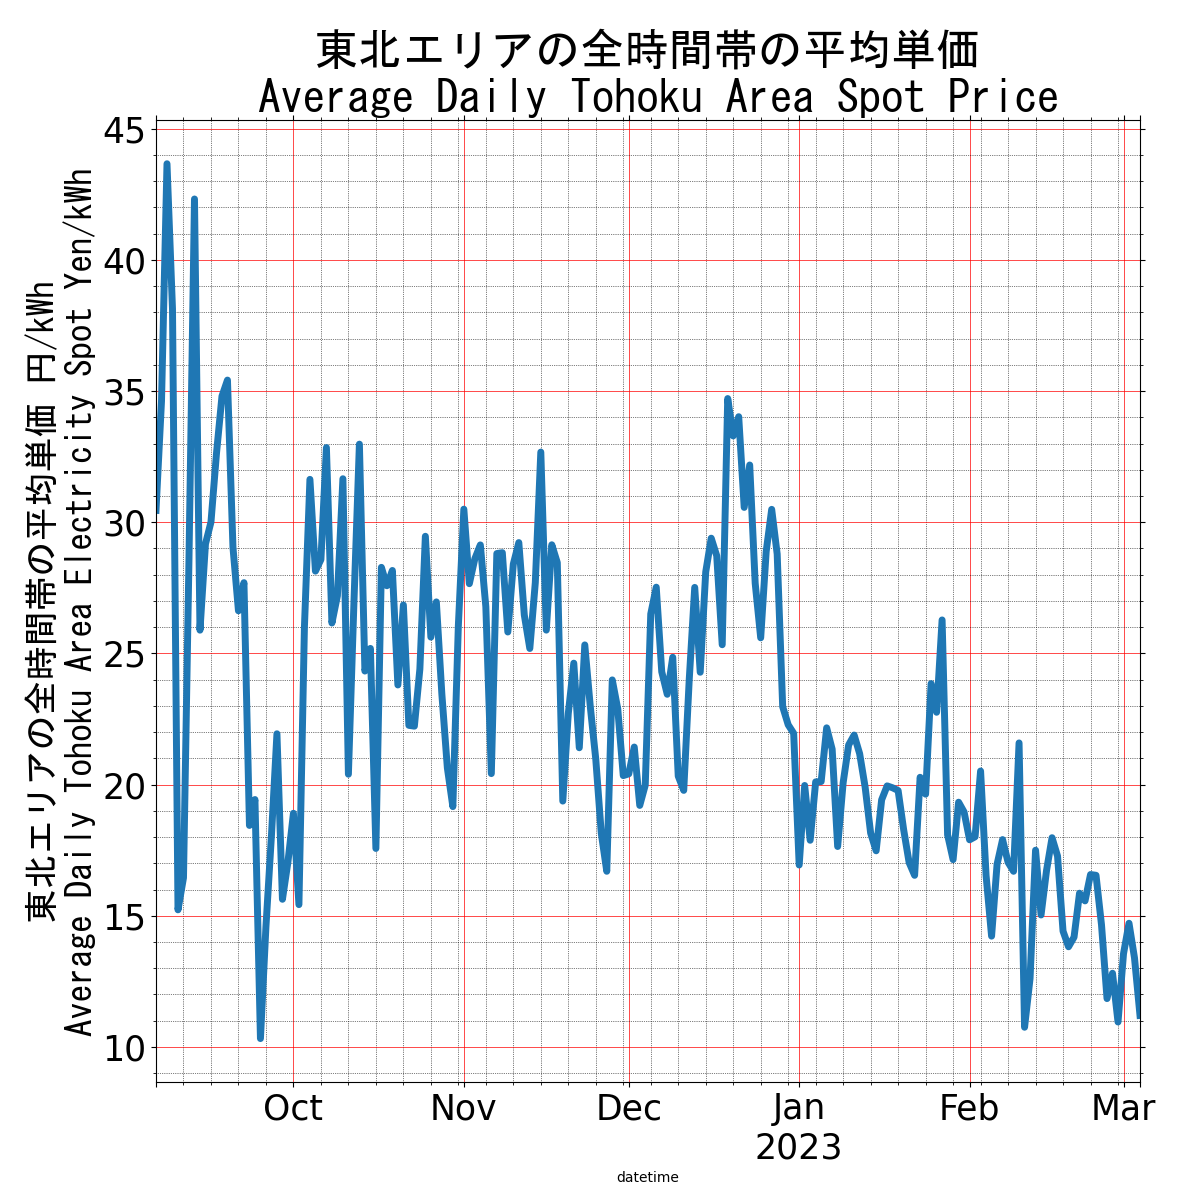 東北エリアの全時間帯の平均単価
Average Daily Tohoku Area Spot Price
東北エリアの全時間帯の平均単価 円/kWh
Average Daily Tohoku Area Electricity Spot Yen/kWh
45
40
35
30
25
20
15
10
Oct
Nov
Dec
Jan
2023
Feb
Mar
datetime